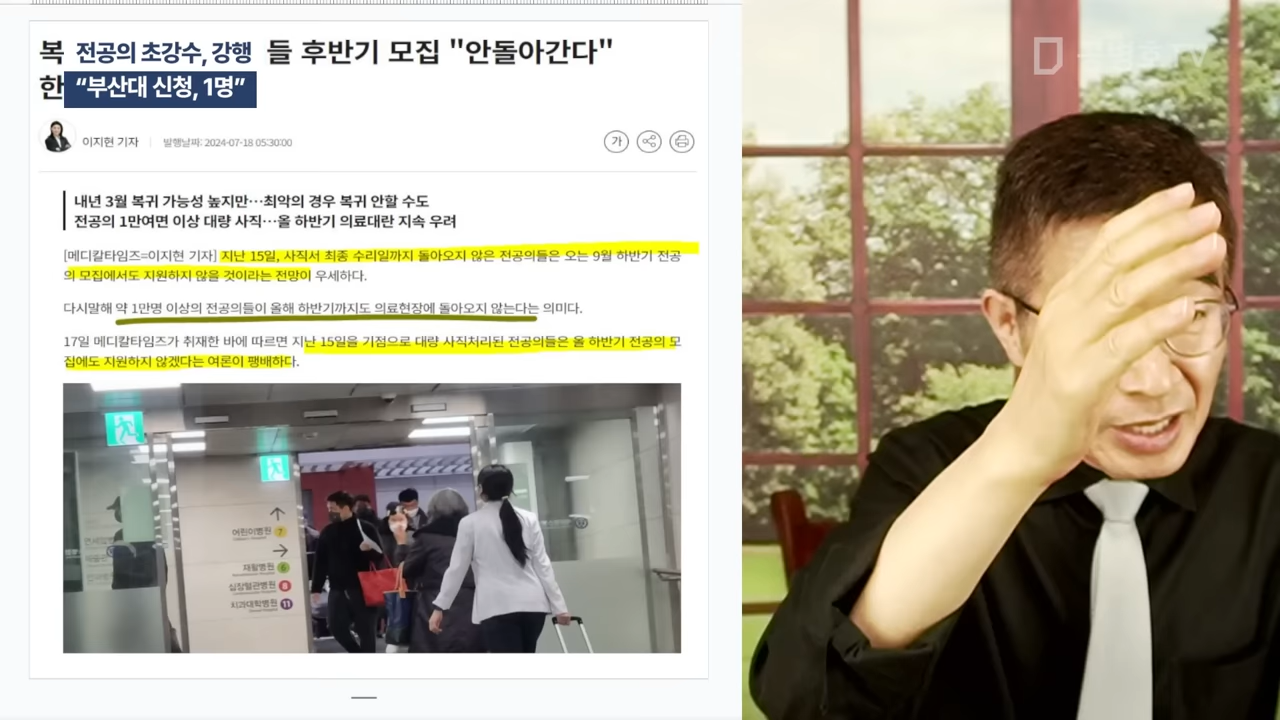 복 전공의 초강수, 강행 들 후반기 모집 "안돌아간다"
한 “부산대 신청, 1명”
이지현 기자 발행날짜: 2024-07-18 05:30:00
가
내년 3월 복귀 가능성 높지만…최악의 경우 복귀 안할 수도
전공의 1만여면 이상 대량 사직…올 하반기 의료대란 지속 우려
[메디칼타임즈=이지현 기자] 지난 15일, 사직서 최종 수리일까지 돌아오지 않은 전공의들은 오는 9월 하반기 전공
의 모집에서도 지원하지 않을 것이라는 전망이 우세하다.
다시말해 약 1만명 이상의 전공의들이 올해 하반기까지도 의료현장에 돌아오지 않는다는 의미다.
17일 메디칼타임즈가 취재한 바에 따르면 지난 15일을 기점으로 대량 사직처리된 전공의들은 올 하반기 전공의 모
집에도 지원하지 않겠다는 여론이 팽배하다.
어린이병원 7
재활병원 6
심장혈관병원 8
치과대학병원 11
TV